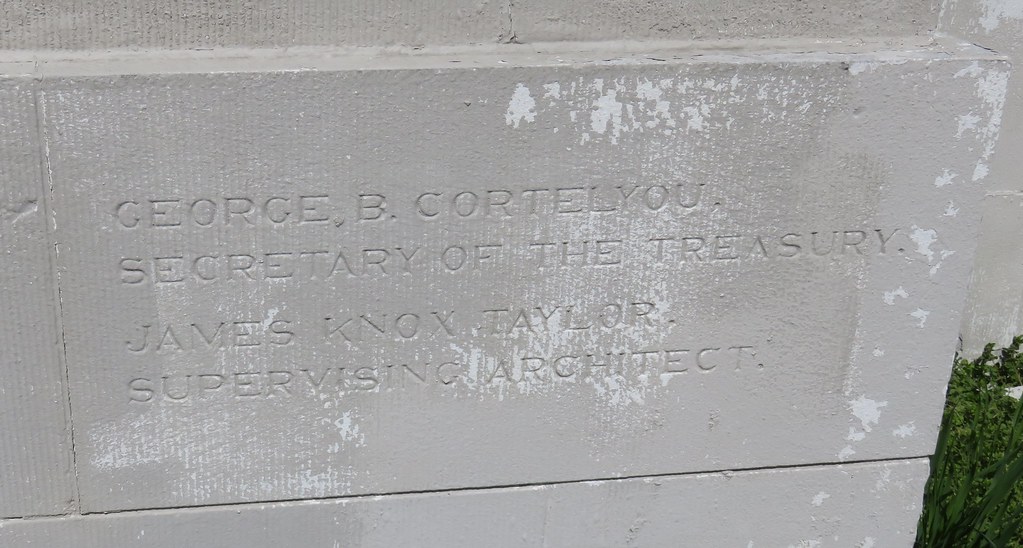 GEORGE, B. CORTELYOU.
SECRETARY OF THE TREASURY.
JAMES KNOX TAYLOR.
SUPERVISING ARCHITECT.